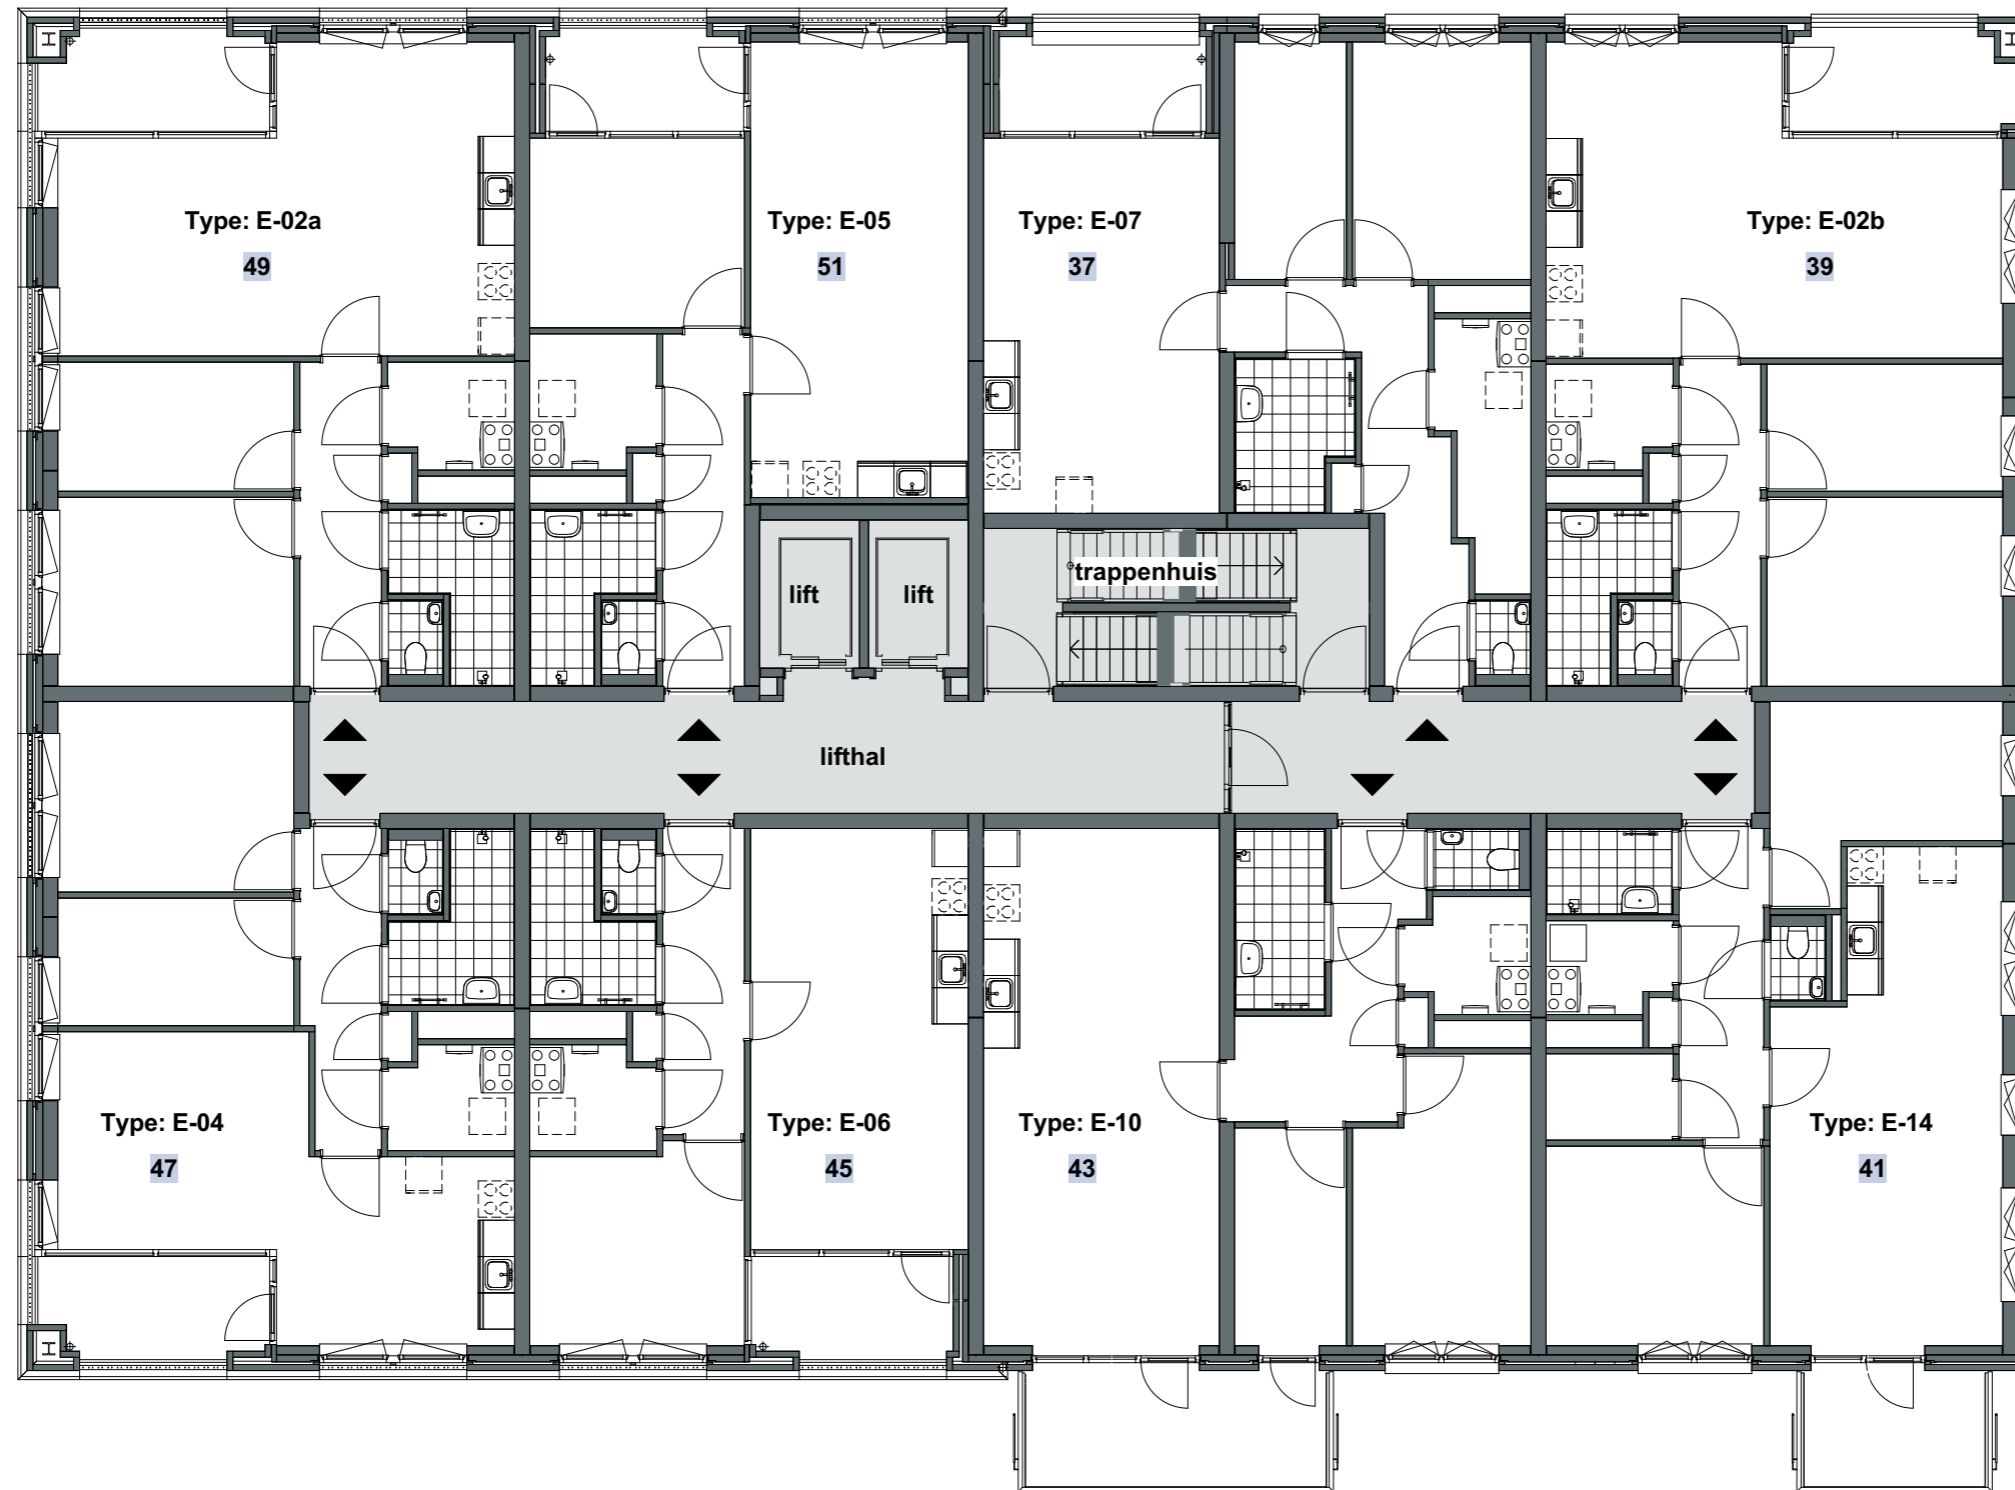 Type: E-02a
49
Type: E-05
51
Type: E-07
37
Type: E-02b
39
lift
lift
trappenhuis
lifthal
Type: E-04
47
Type: E-06
45
Type: E-10
43
Type: E-14
41